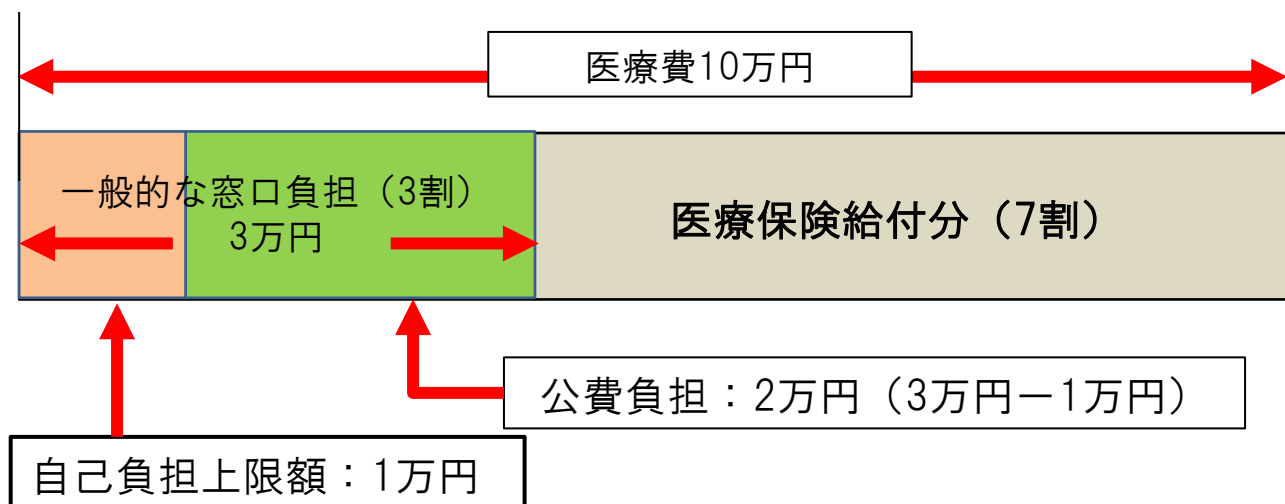 医療費10万円
一般的な窓口負担（3割）
3万円
医療保険給付分（7割）
公費負担：2万円（3万円－1万円）
自己負担上限額：1万円